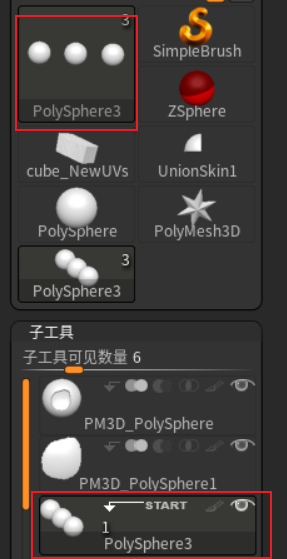 3
PolySphere3
SimpleBrush
ZSphere
cube_NewUVs
UnionSkin1
PolySphere
PolyMesh3D
3
PolySphere3
子工具
子工具可见数量 6
PM3D_PolySphere
PM3D_PolySphere1
START
1
PolySphere3